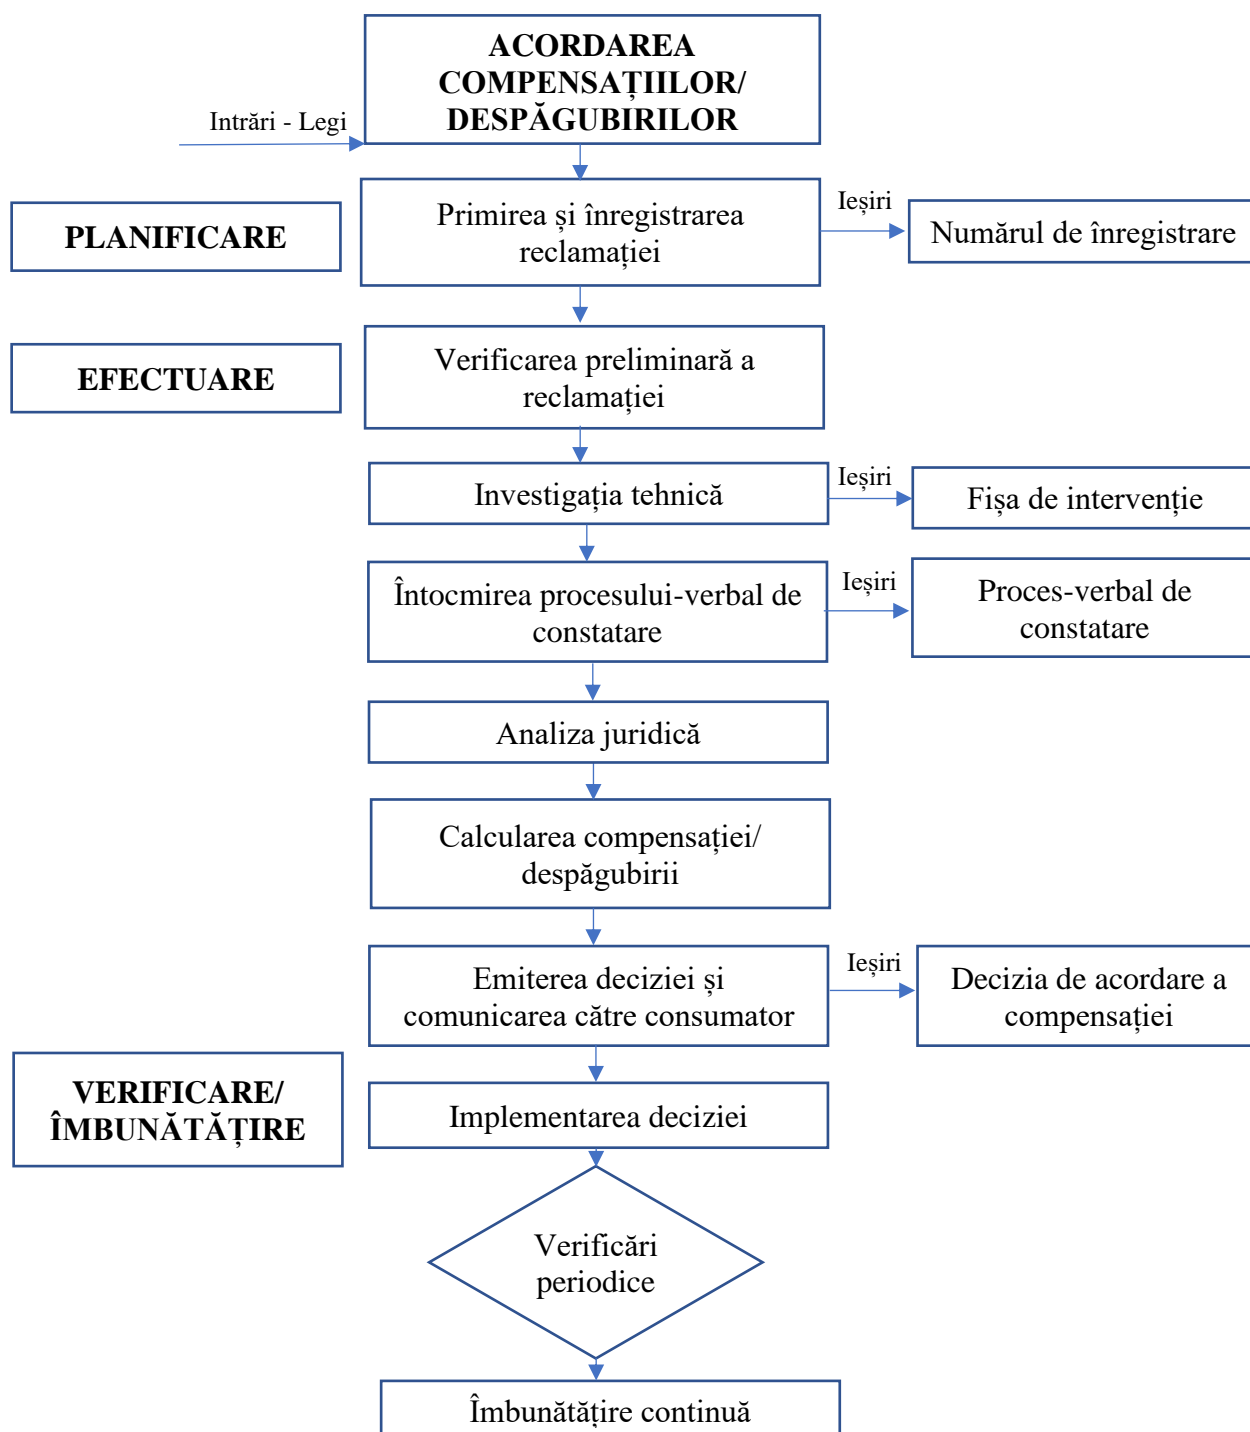 ACORDAREA
COMPENSAȚIILOR/
DESPĂGUBIRILOR
Intrări - Legi
PLANIFICARE
Primirea și înregistrarea
reclamației
Ieșiri
Numărul de înregistrare
EFECTUARE
Verificarea preliminară a
reclamației
Investigația tehnică
Ieșiri
Fișa de intervenție
Întocmirea procesului-verbal de
constatare
Ieșiri
Proces-verbal de
constatare
Analiza juridică
Calcularea compensației/
despăgubirii
Emiterea deciziei și
comunicarea către consumator
Ieșiri
Decizia de acordare a
compensației
VERIFICARE/
ÎMBUNĂTĂȚIRE
Implementarea deciziei
Verificări
periodice
Îmbunătățire continuă